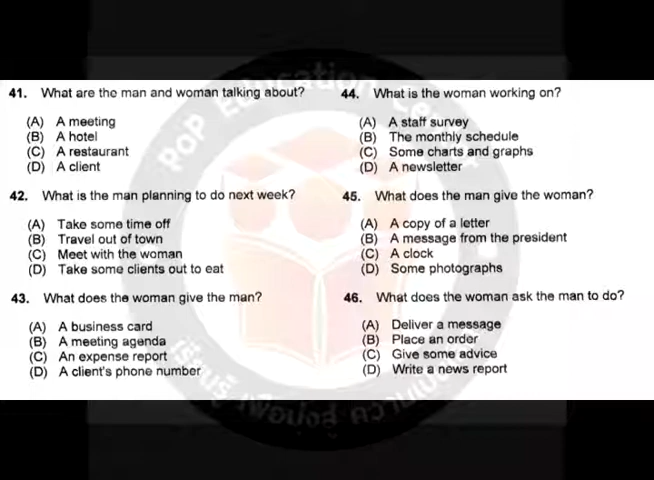 41. What are the man and woman talking about?
(A) A meeting
(B) A hotel
(C) A restaurant
(D) A client
42. What is the man planning to do next week?
(A) Take some time off
(B) Travel out of town
(C) Meet with the woman
(D) Take some clients out to eat
43. What does the woman give the man?
(A) A business card
(B) A meeting agenda
(C) An expense report
(D) A client's phone number
44. What is the woman working on?
(A) A staff survey
(B) The monthly schedule
(C) Some charts and graphs
(D) A newsletter
45. What does the man give the woman?
(A) A copy of a letter
(B) A message from the president
(C) A clock
(D) Some photographs
46. What does the woman ask the man to do?
(A) Deliver a message
(B) Place an order
(C) Give some advice
(D) Write a news report
PoP Education